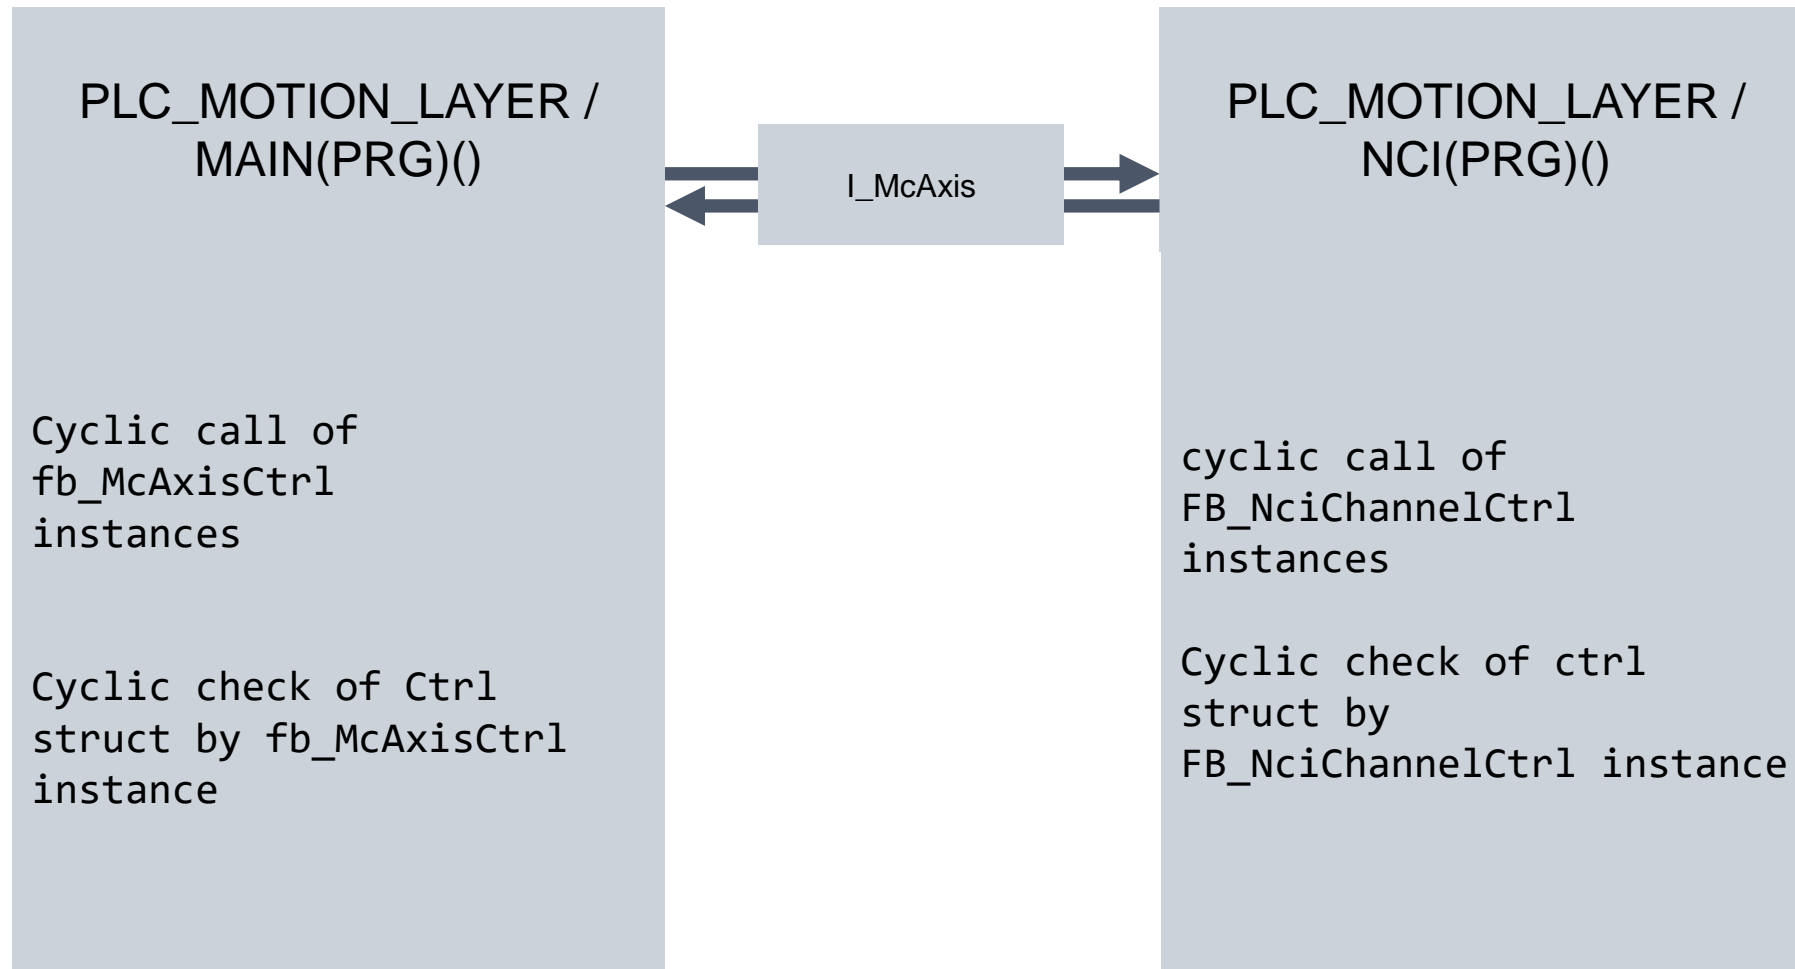 PLC_MOTION_LAYER /
MAIN(PRG)()
I_McAxis
PLC_MOTION_LAYER /
NCI(PRG)()
Cyclic call of
fb_McAxisCtrl
instances
Cyclic check of Ctrl
struct by fb_McAxisCtrl
instance
cyclic call of
FB_NciChannelCtrl
instances
Cyclic check of ctrl
struct by
FB_NciChannelCtrl instance